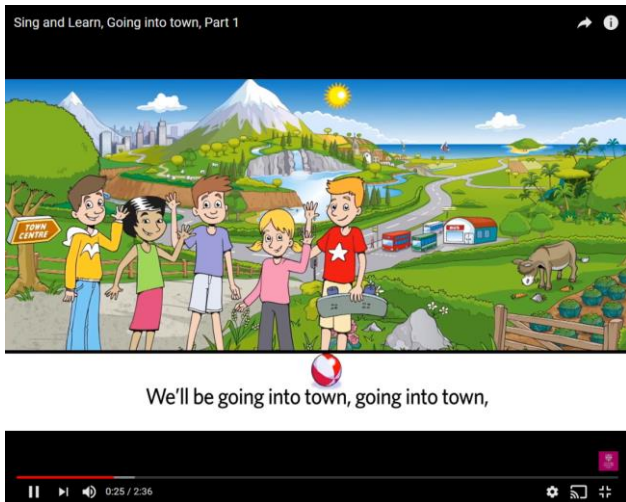 Sing and Learn, Going into town, Part 1
TOWN
CENTRE
BUS
We'll be going into town, going into town,
0:25 / 2:36